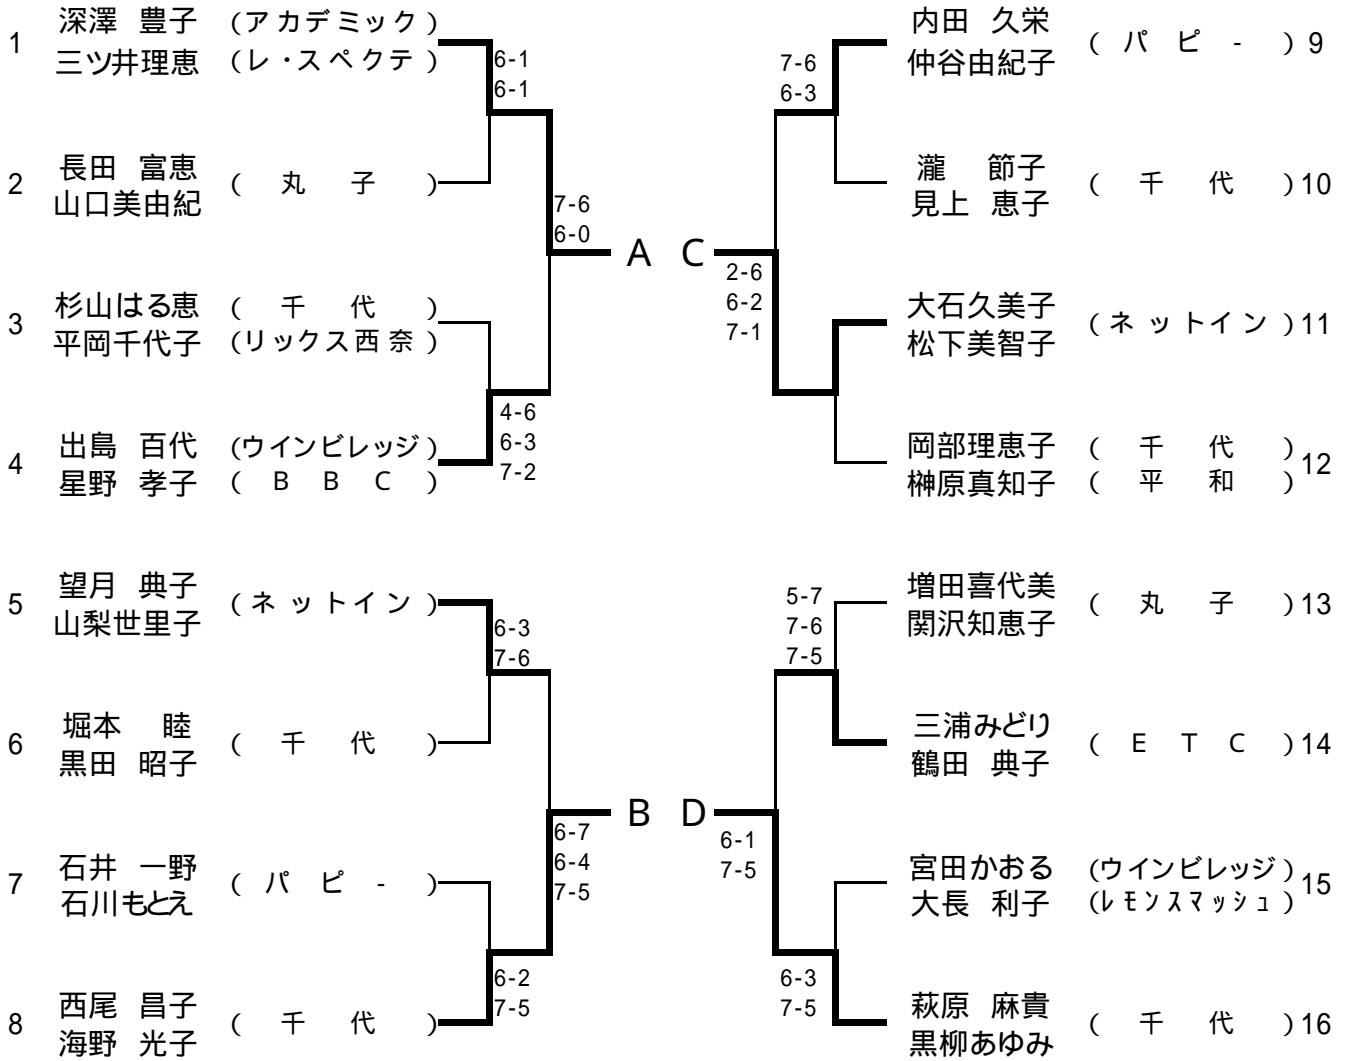 1 深澤 豊子 (アカデミック)
三ツ井理恵 (レ・スペクテ)
6-1
6-1
2 長田 富恵 (丸子)
山口美由紀
7-6
6-0
A
3 杉山はる恵 (千代)
平岡千代子 (リックス西奈)
4 出島 百代 (ウインビレッジ)
星野 孝子 (BBC)
4-6
6-3
7-2
5 望月 典子 (ネットイン)
山梨世里子
6-3
7-6
6 堀本 睦 (千代)
黒田 昭子
B
6-7
6-4
7-5
7 石井 一野 (パピ-)
石川もとえ
8 西尾 昌子 (千代)
海野 光子
6-2
7-5
内田 久栄 (パピ-) 9
仲谷由紀子
7-6
6-3
瀧 節子 (千代) 10
見上 恵子
C
2-6
6-2
7-1
大石久美子 (ネットイン) 11
松下美智子
岡部理恵子 (千代) 12
榊原真知子 (平和)
増田喜代美 (丸子) 13
関沢知恵子
5-7
7-6
7-5
三浦みどり (ETC) 14
鶴田 典子
D
6-1
7-5
宮田かおる (ウインビレッジ) 15
大長 利子 (レモンスマッシュ)
萩原 麻貴 (千代) 16
黒柳あゆみ
6-3
7-5